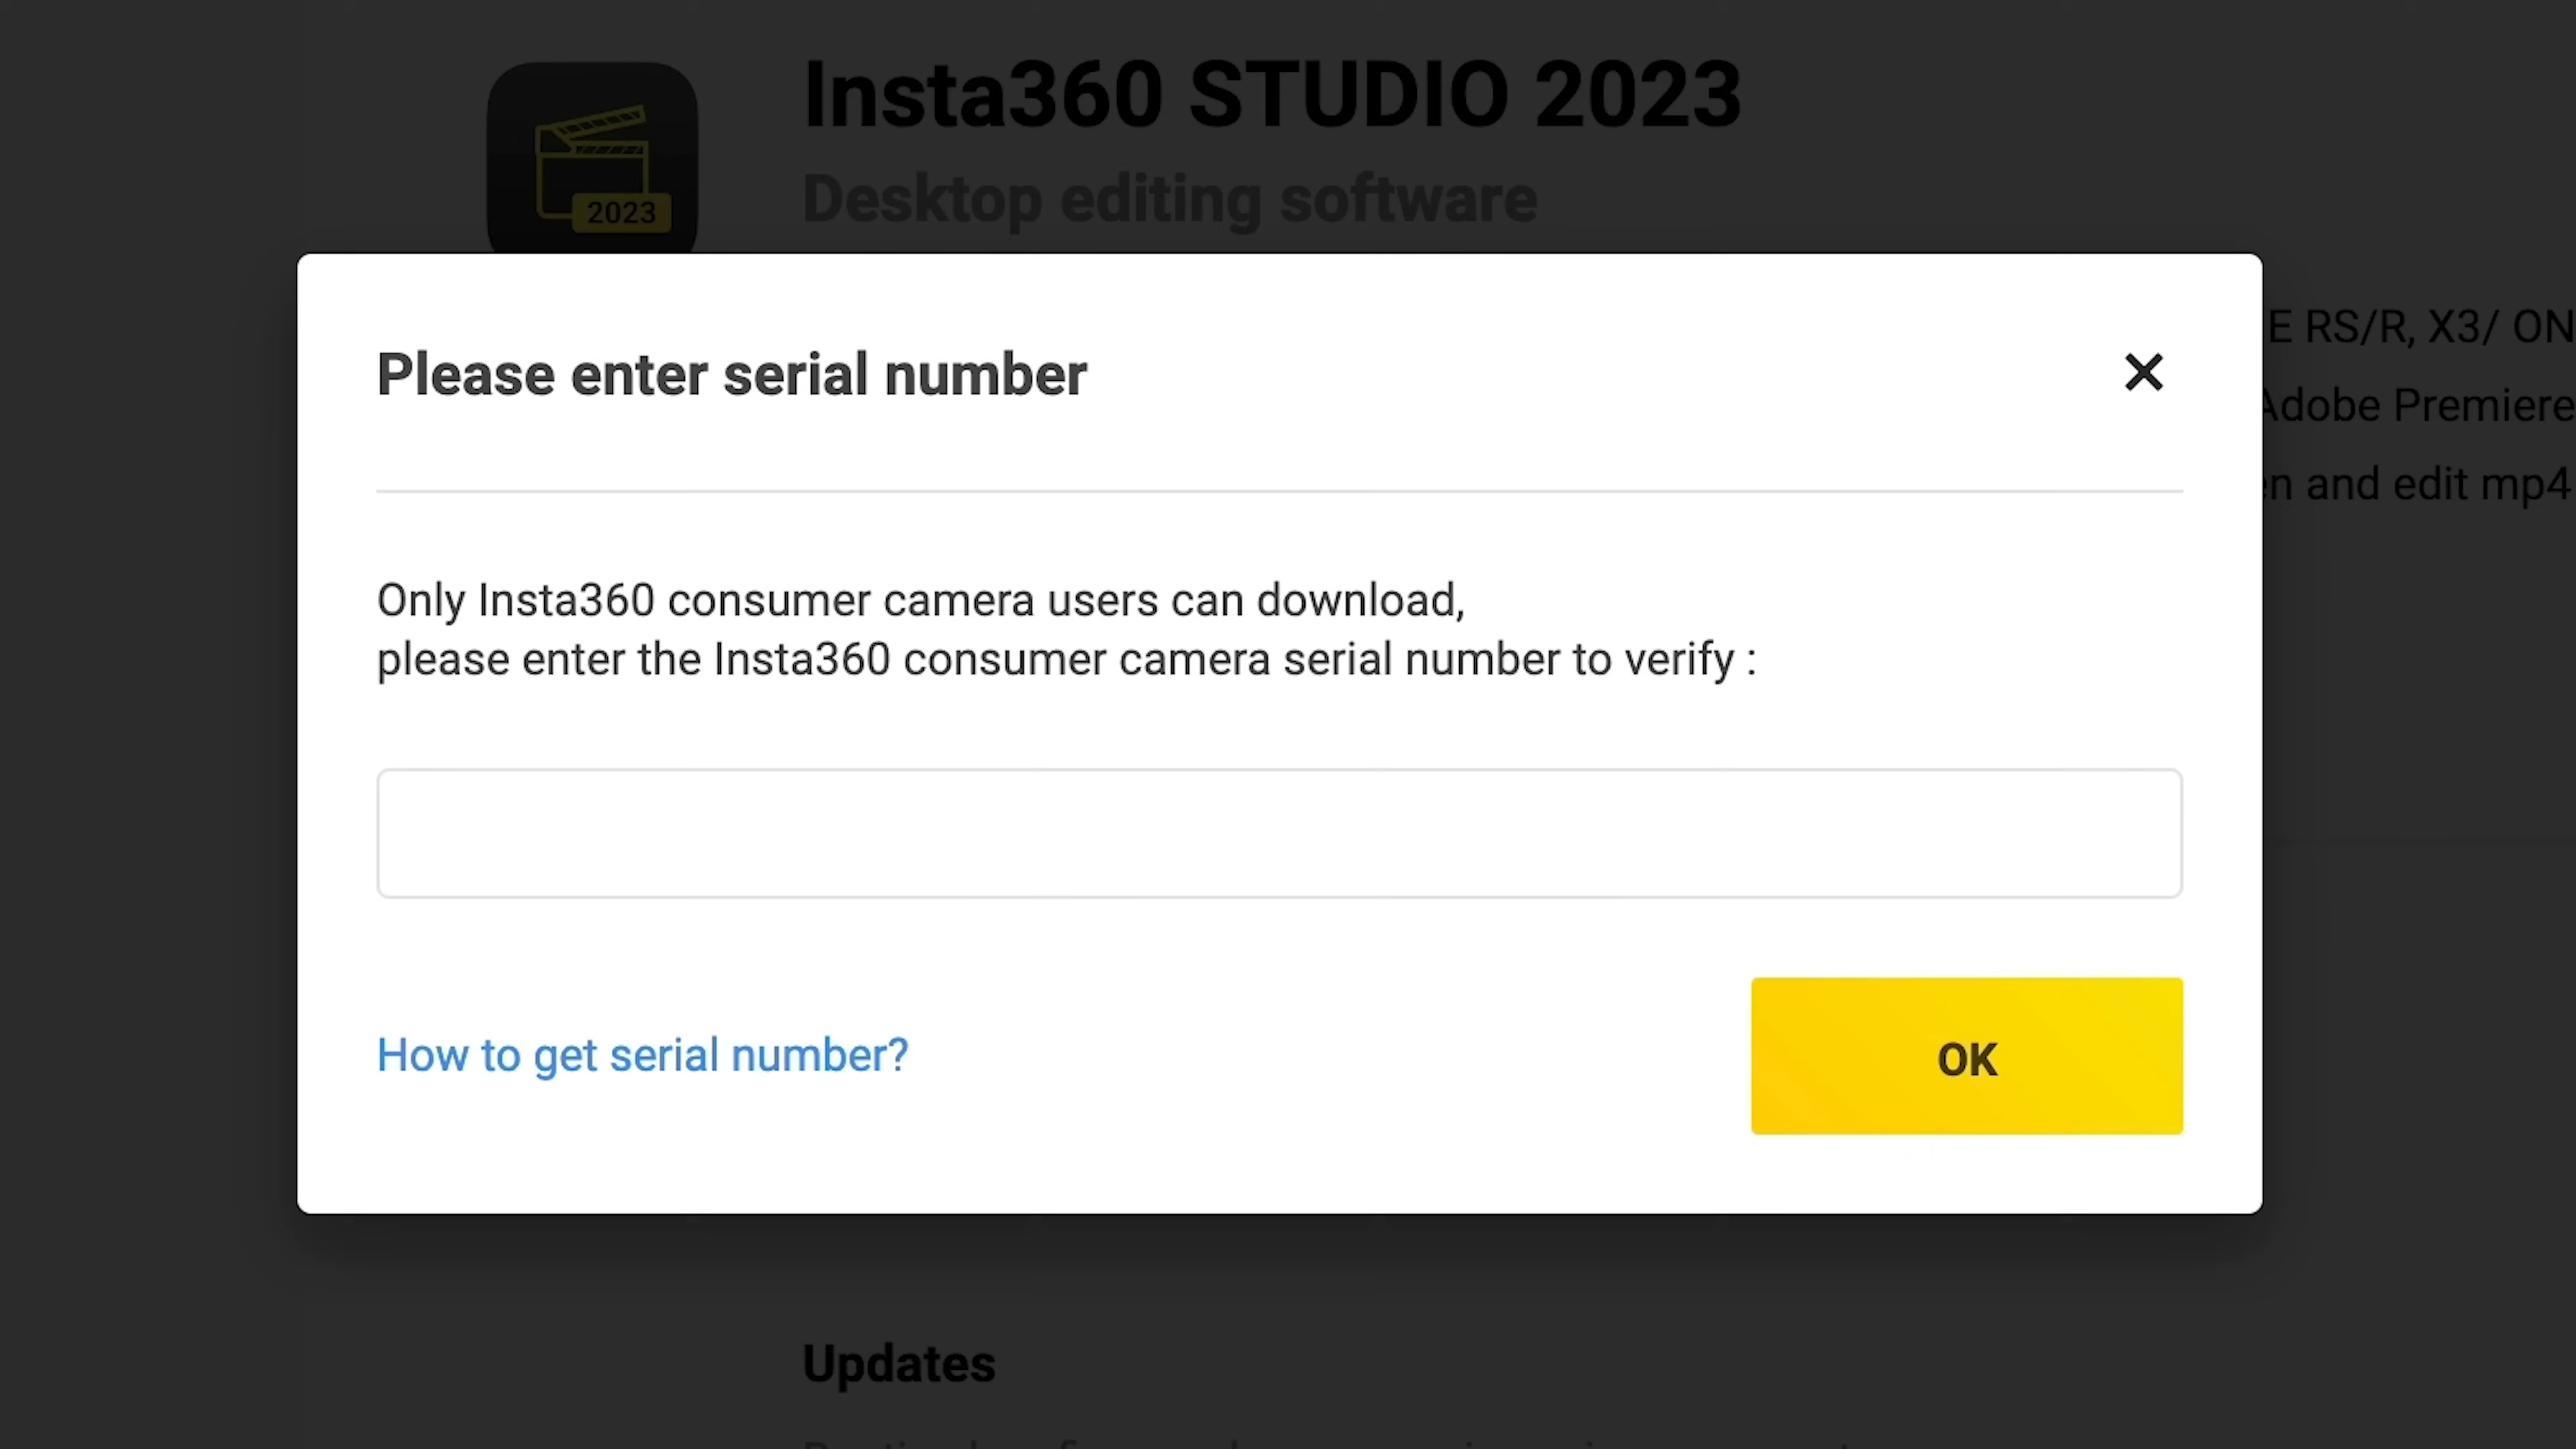 Insta360 STUDIO 2023
2023
Desktop editing software
Please enter serial number
E RS/R, X3/ ON
Adobe Premiere
n and edit mp4
Only Insta360 consumer camera users can download,
please enter the Insta360 consumer camera serial number to verify :
How to get serial number?
OK
Updates